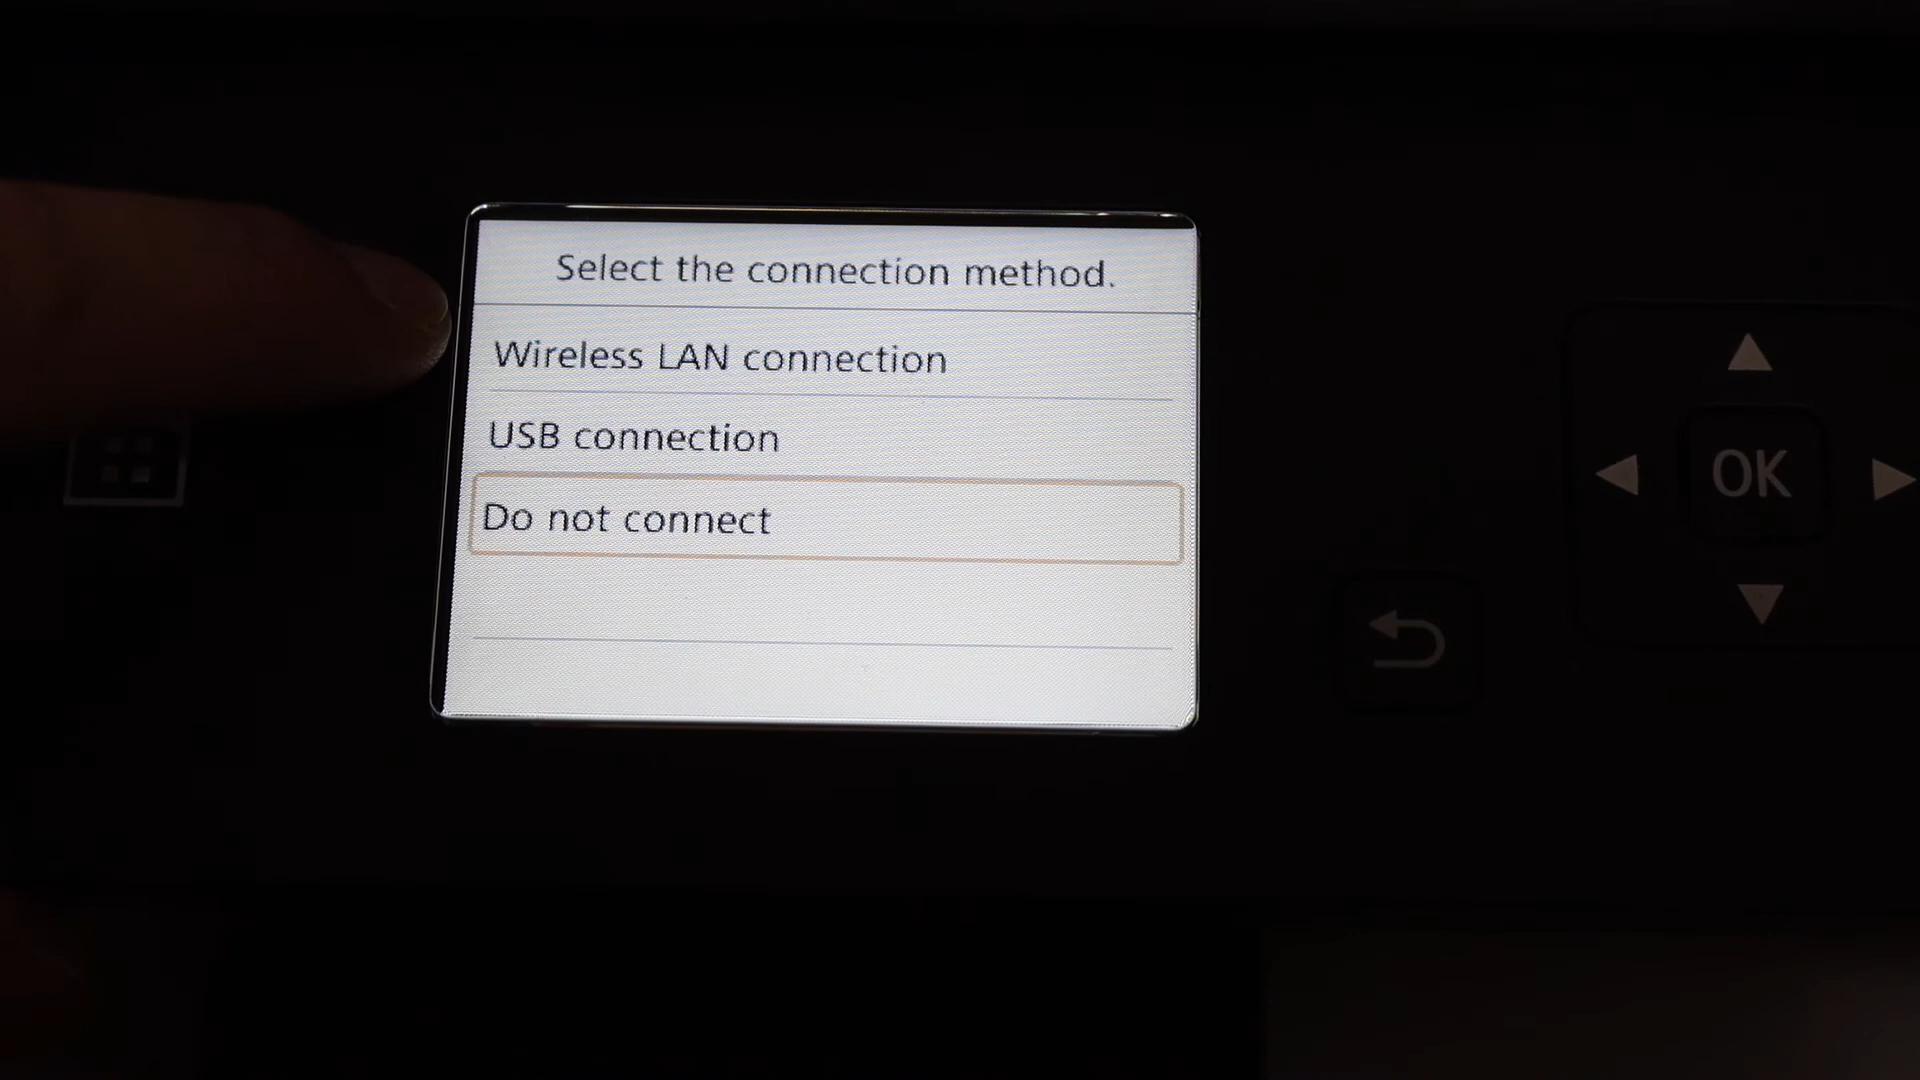 Select the connection method.
Wireless LAN connection
USB connection
Do not connect
OK